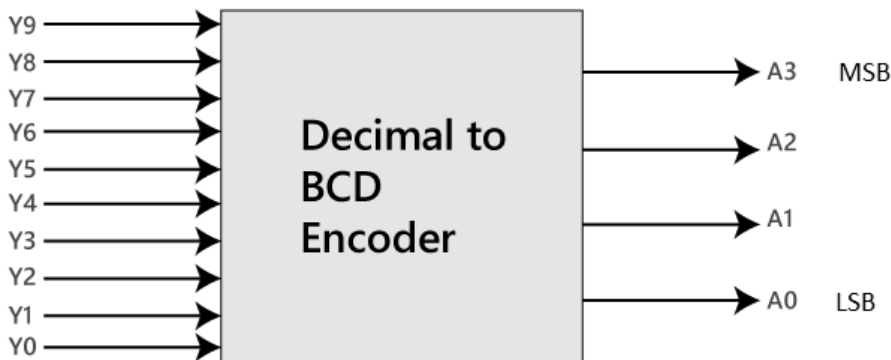 Y9
Y8
Y7
Y6
Y5
Y4
Y3
Y2
Y1
Y0
Decimal to
BCD
Encoder
A3 MSB
A2
A1
A0 LSB